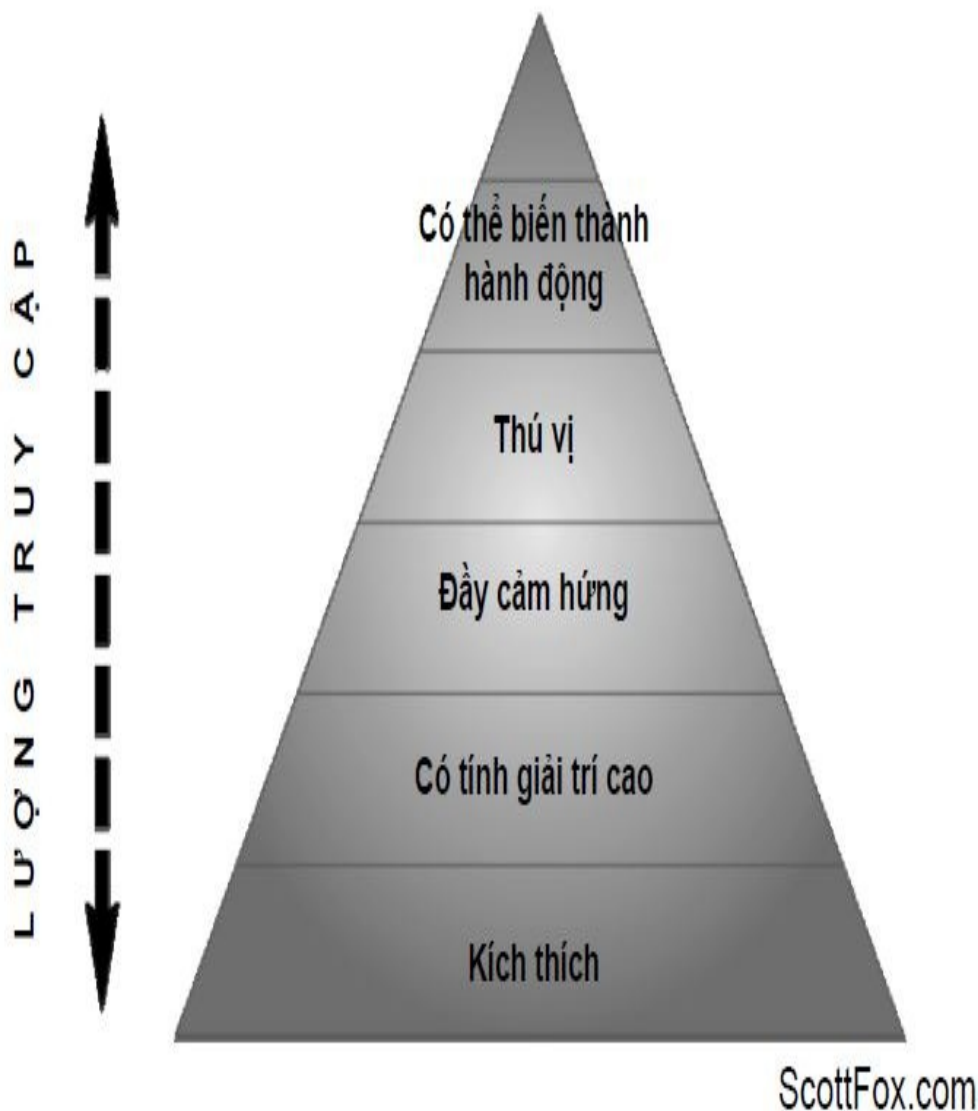 LƯỢNG TRUY CẬP
Có thể biến thành
hành động
Thú vị
Đầy cảm hứng
Có tính giải trí cao
Kích thích
ScottFox.com